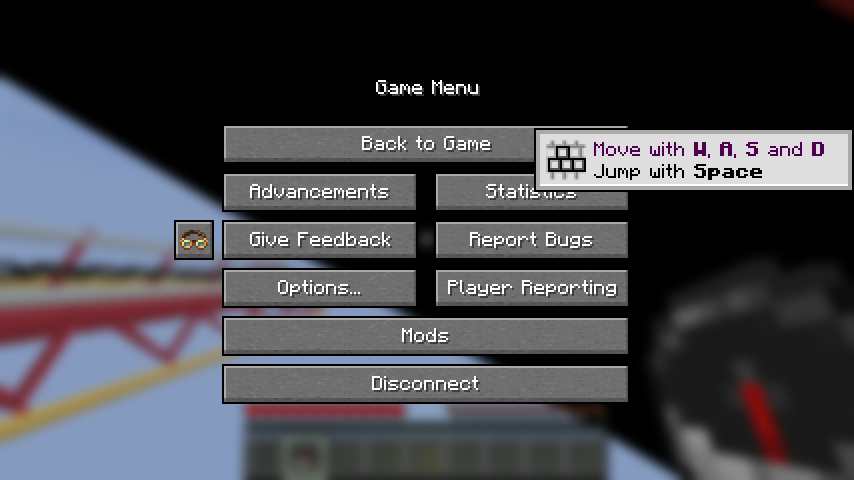 Game Menu
Back to Game
Move with W, A, S and D
Jump with Space
Advancements
Statistics
Give Feedback
Report Bugs
Options...
Player Reporting
Mods
Disconnect